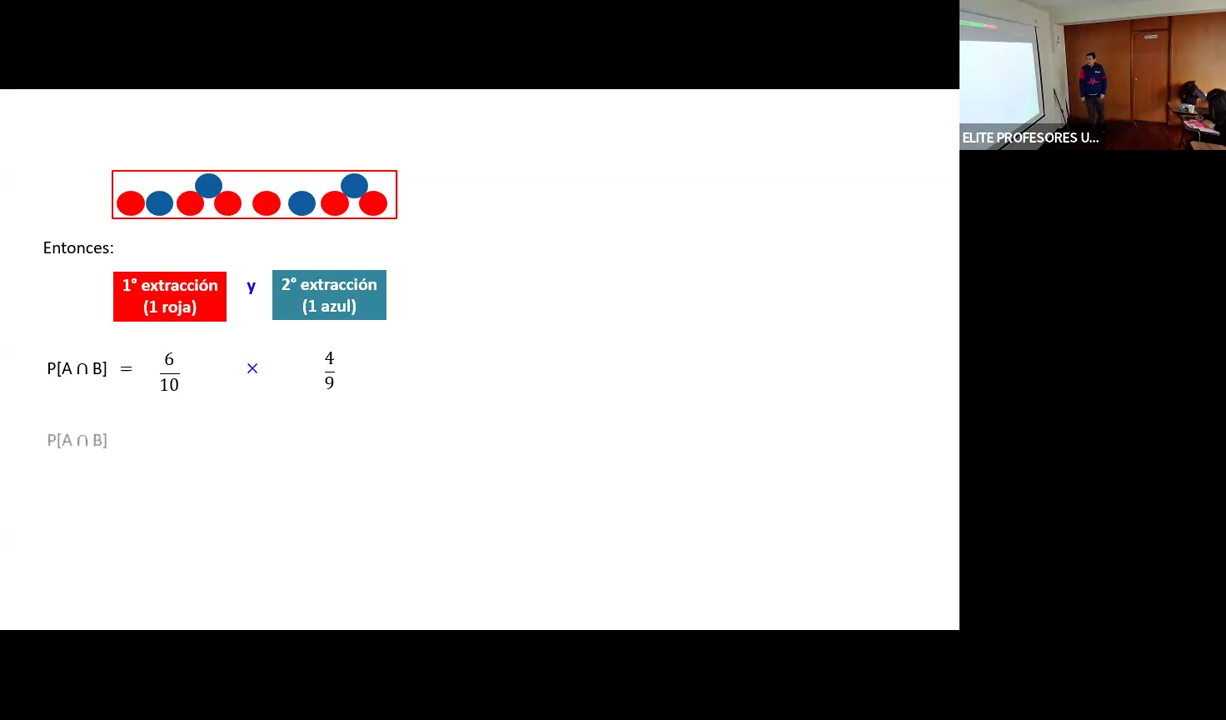 ELITE PROFESORES U...
Entonces:
1° extracción y 2° extracción
(1 roja) (1 azul)
P[A ∩ B] = 6/10 × 4/9
P[A ∩ B]